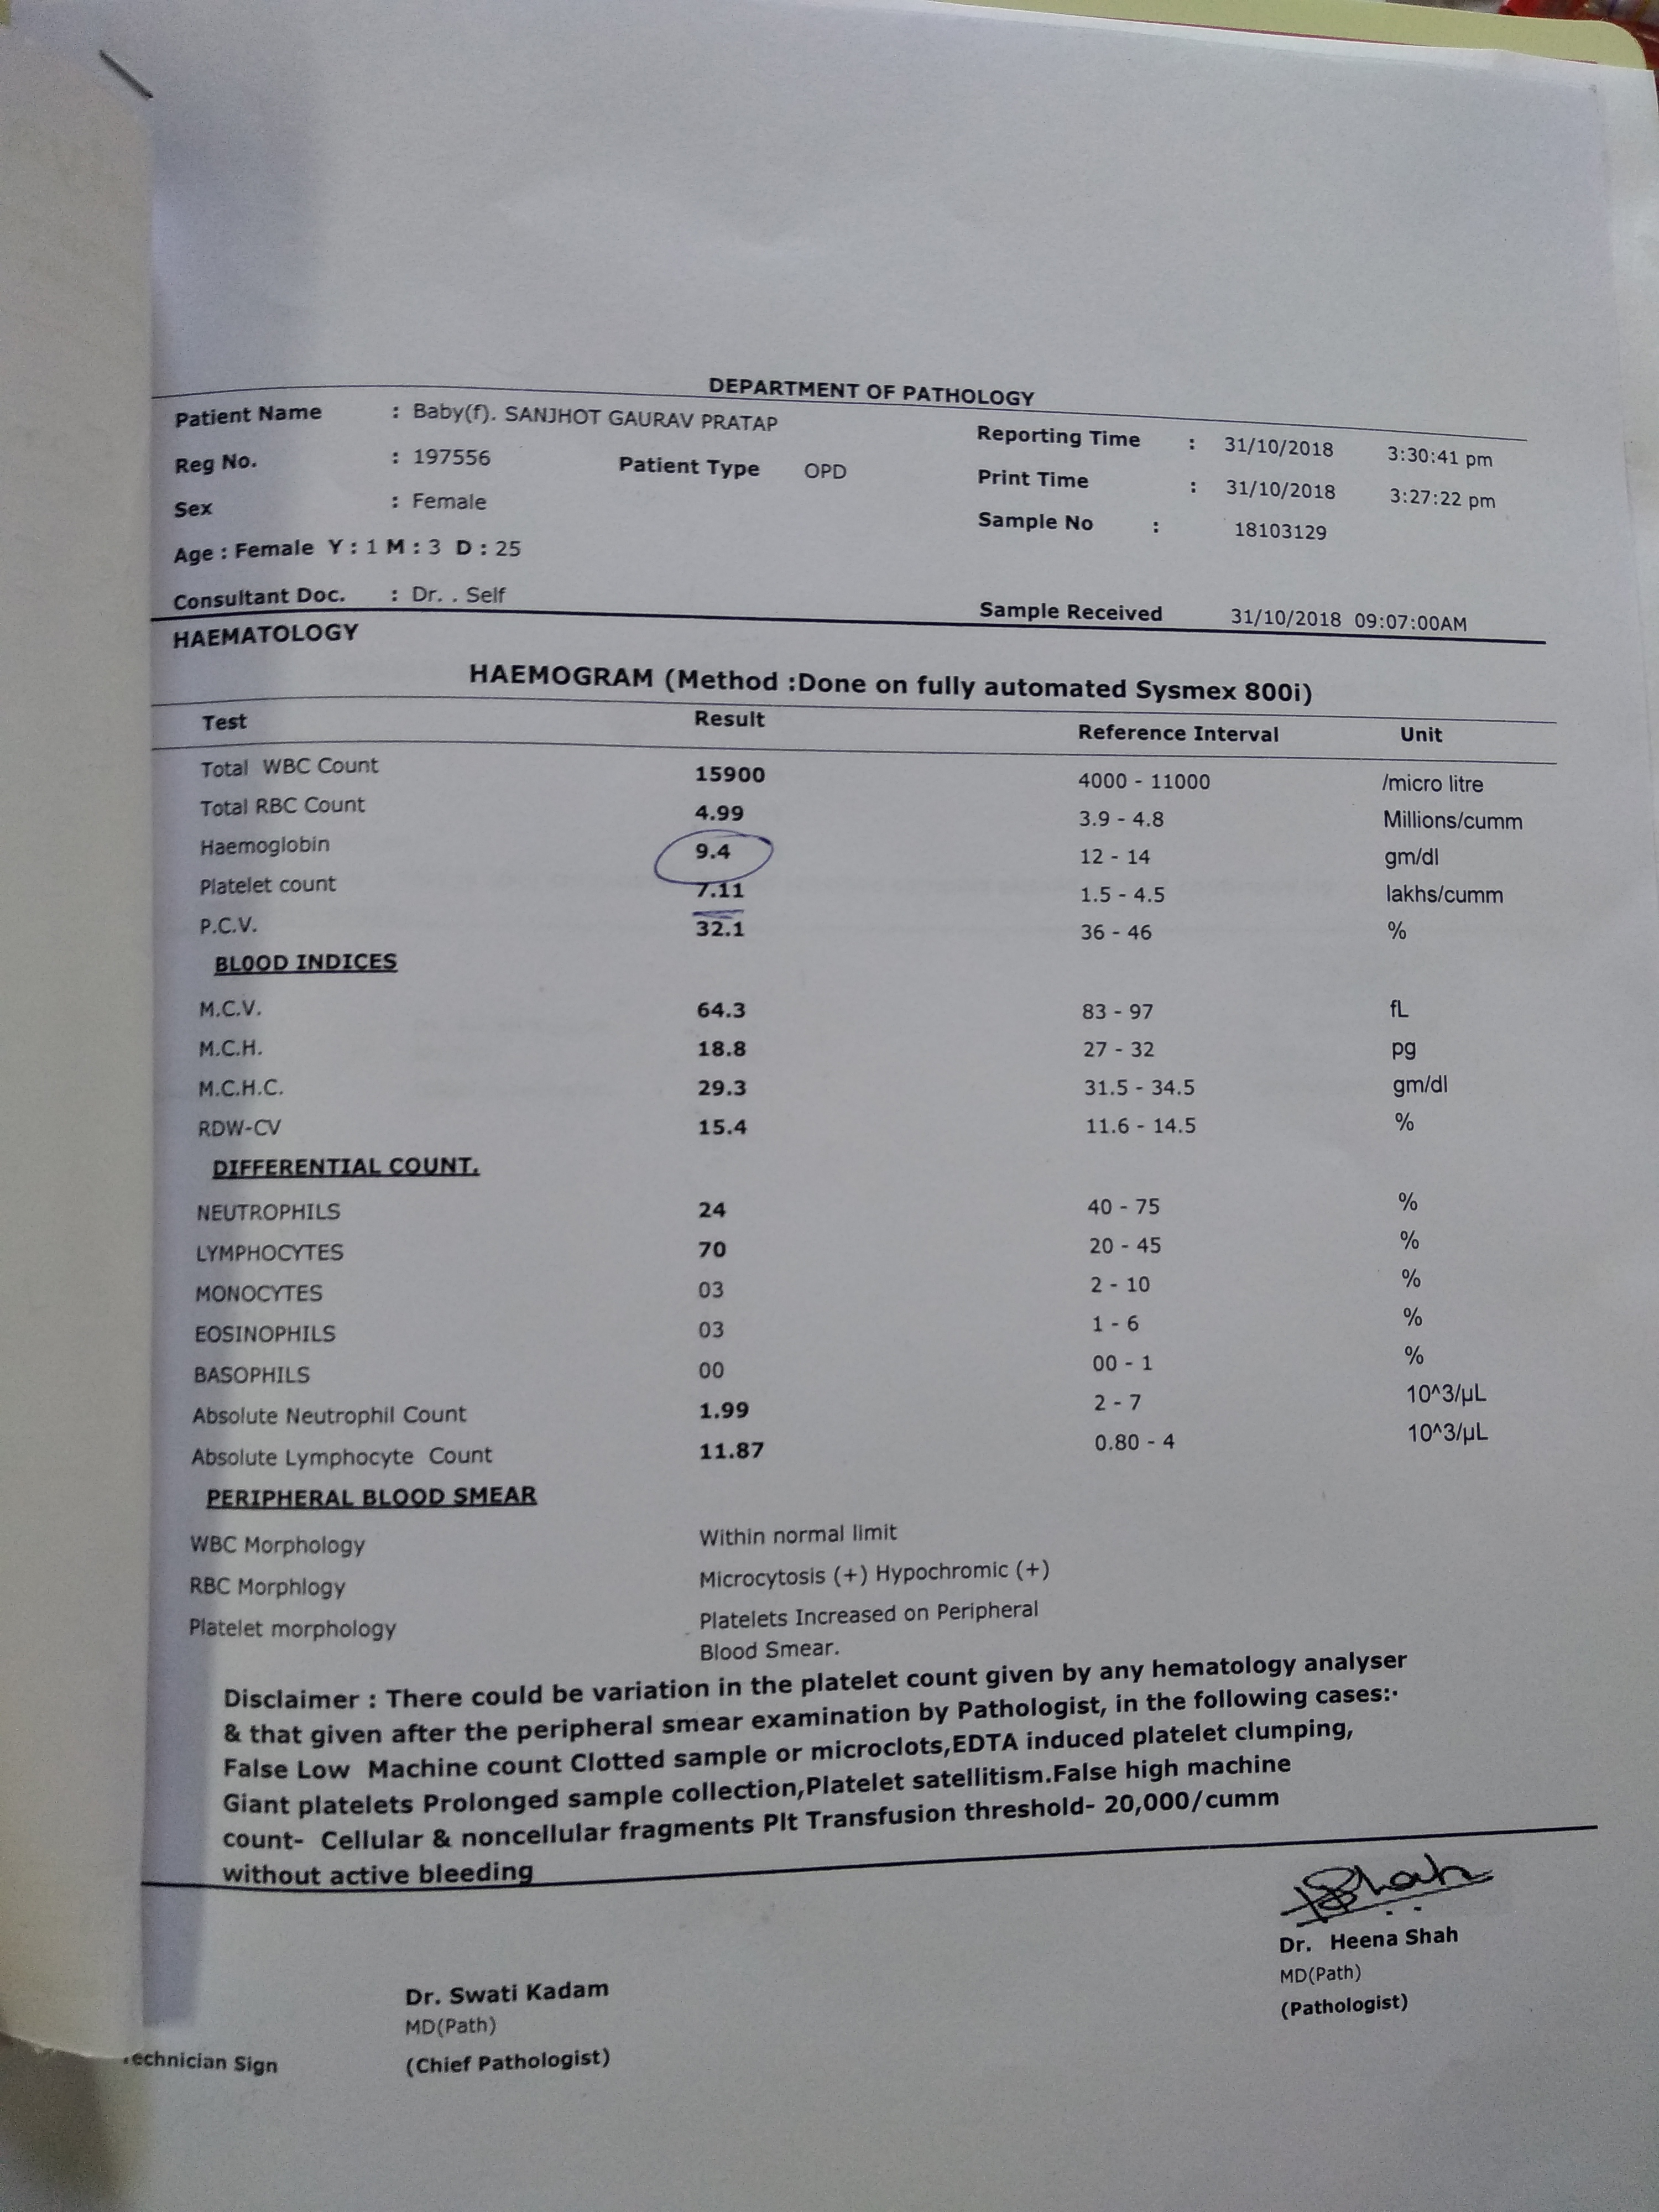 DEPARTMENT OF PATHOLOGY
Patient Name : Baby(f). SANJHOT GAURAV PRATAP Reporting Time : 31/10/2018 3:30:41 pm
Reg No. : 197556 Patient Type OPD Print Time : 31/10/2018 3:27:22 pm
Sex : Female Sample No : 18103129
Age : Female Y : 1 M : 3 D : 25
Consultant Doc. : Dr. . Self Sample Received 31/10/2018 09:07:00AM
HAEMATOLOGY
HAEMOGRAM (Method :Done on fully automated Sysmex 800i)
Test Result Reference Interval Unit
Total WBC Count 15900 4000 - 11000 /micro litre
Total RBC Count 4.99 3.9 - 4.8 Millions/cumm
Haemoglobin 9.4 12 - 14 gm/dl
Platelet count 7.11 1.5 - 4.5 lakhs/cumm
P.C.V. 32.1 36 - 46 %
BLOOD INDICES
M.C.V. 64.3 83 - 97 fL
M.C.H. 18.8 27 - 32 pg
M.C.H.C. 29.3 31.5 - 34.5 gm/dl
RDW-CV 15.4 11.6 - 14.5 %
DIFFERENTIAL COUNT.
NEUTROPHILS 24 40 - 75 %
LYMPHOCYTES 70 20 - 45 %
MONOCYTES 03 2 - 10 %
EOSINOPHILS 03 1 - 6 %
BASOPHILS 00 00 - 1 %
Absolute Neutrophil Count 1.99 2 - 7 10^3/µL
Absolute Lymphocyte Count 11.87 0.80 - 4 10^3/µL
PERIPHERAL BLOOD SMEAR
WBC Morphology Within normal limit
RBC Morphlogy Microcytosis (+) Hypochromic (+)
Platelet morphology Platelets Increased on Peripheral
Blood Smear.
Disclaimer : There could be variation in the platelet count given by any hematology analyser
& that given after the peripheral smear examination by Pathologist, in the following cases:·
False Low Machine count Clotted sample or microclots,EDTA induced platelet clumping,
Giant platelets Prolonged sample collection,Platelet satellitism.False high machine
count- Cellular & noncellular fragments Plt Transfusion threshold- 20,000/cumm
without active bleeding
Shah
Dr. Heena Shah
MD(Path)
(Pathologist)
Dr. Swati Kadam
MD(Path)
(Chief Pathologist)
echnician Sign